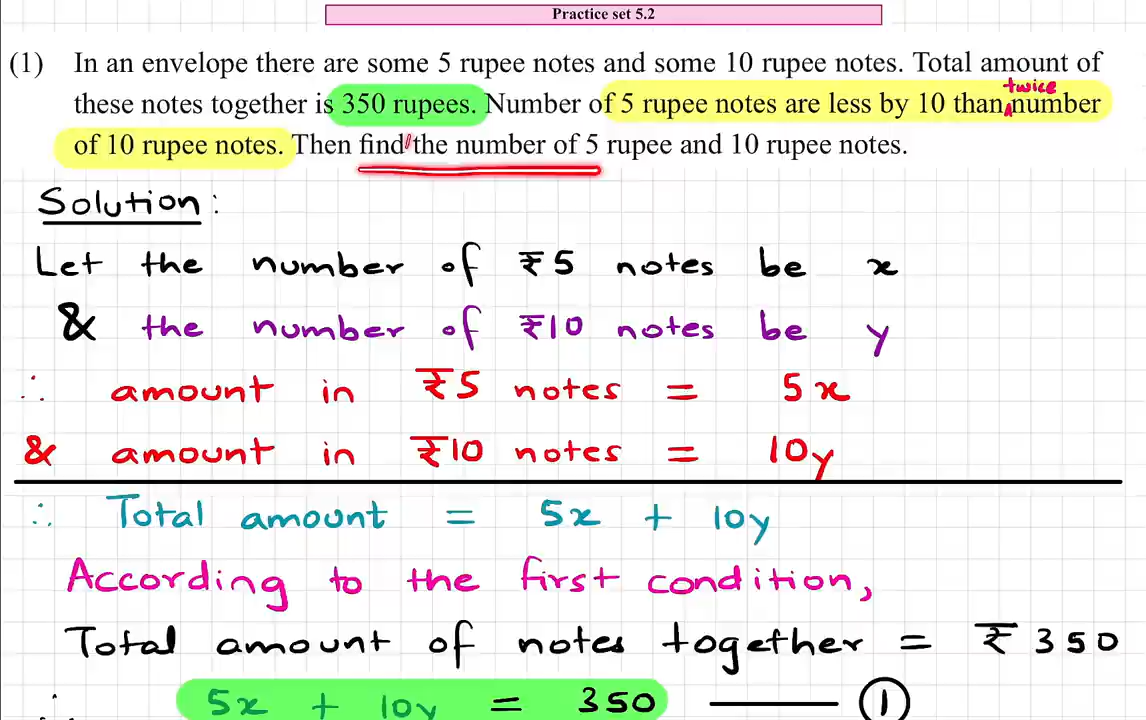 Practice set 5.2
(1) In an envelope there are some 5 rupee notes and some 10 rupee notes. Total amount of
these notes together is 350 rupees. Number of 5 rupee notes are less by 10 than twice number
of 10 rupee notes. Then find the number of 5 rupee and 10 rupee notes.
Solution:
Let the number of ₹5 notes be x
& the number of ₹10 notes be y
∴ amount in ₹5 notes = 5x
& amount in ₹10 notes = 10y
∴ Total amount = 5x + 10y
According to the first condition,
Total amount of notes together = ₹350
∴ 5x + 10y = 350 —— ①